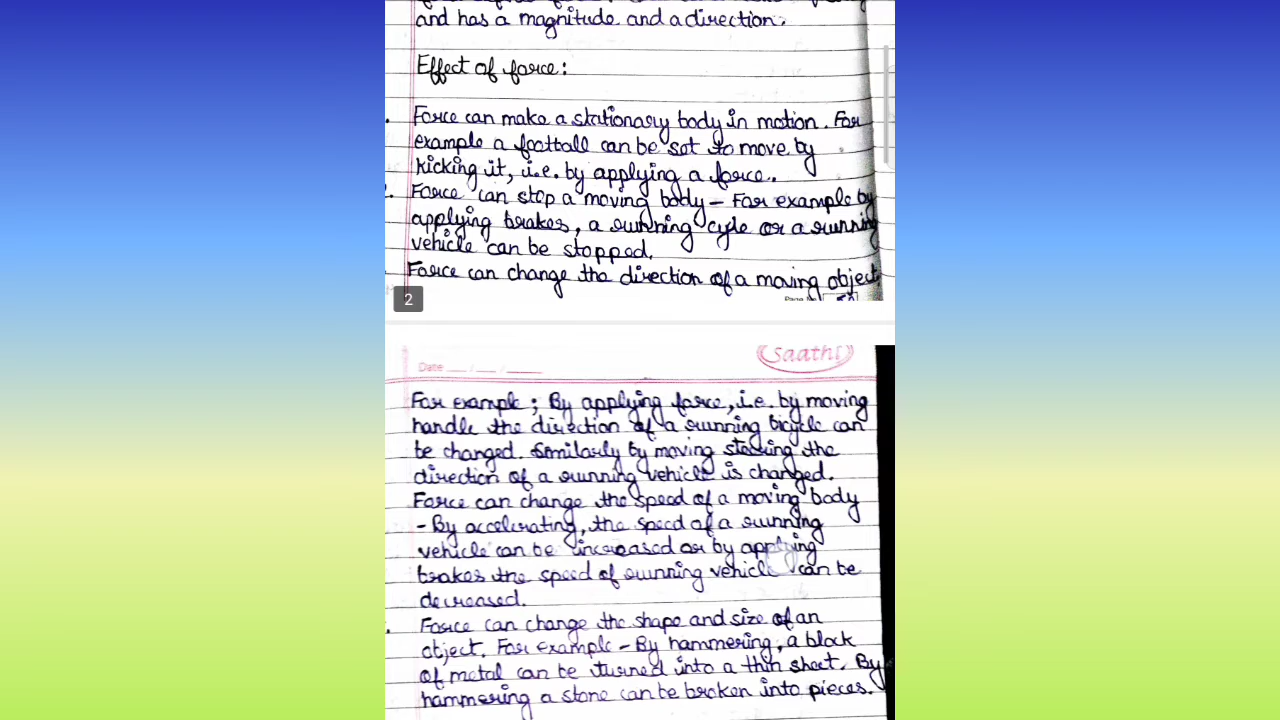 and has a magnitude and a direction.
Effect of force:
Force can make a stationary body in motion. For
example a football can be set to move by
kicking it, i.e. by applying a force.
2. Force can stop a moving body - For example by
applying brakes, a running cycle or a running
vehicle can be stopped.
Force can change the direction of a moving object
2
Page No.
Saathi
Date
For example ; By applying force, i.e. by moving
handle the direction of a running bicycle can
be changed. Similarly by moving steering the
direction of a running vehicle is changed.
Force can change the speed of a moving body
- By accelerating, the speed of a running
vehicle can be increased or by applying
brakes the speed of running vehicle can be
decreased.
Force can change the shape and size of an
object. For example - By hammering, a block
of metal can be turned into a thin sheet. By
hammering a stone can be broken into pieces.